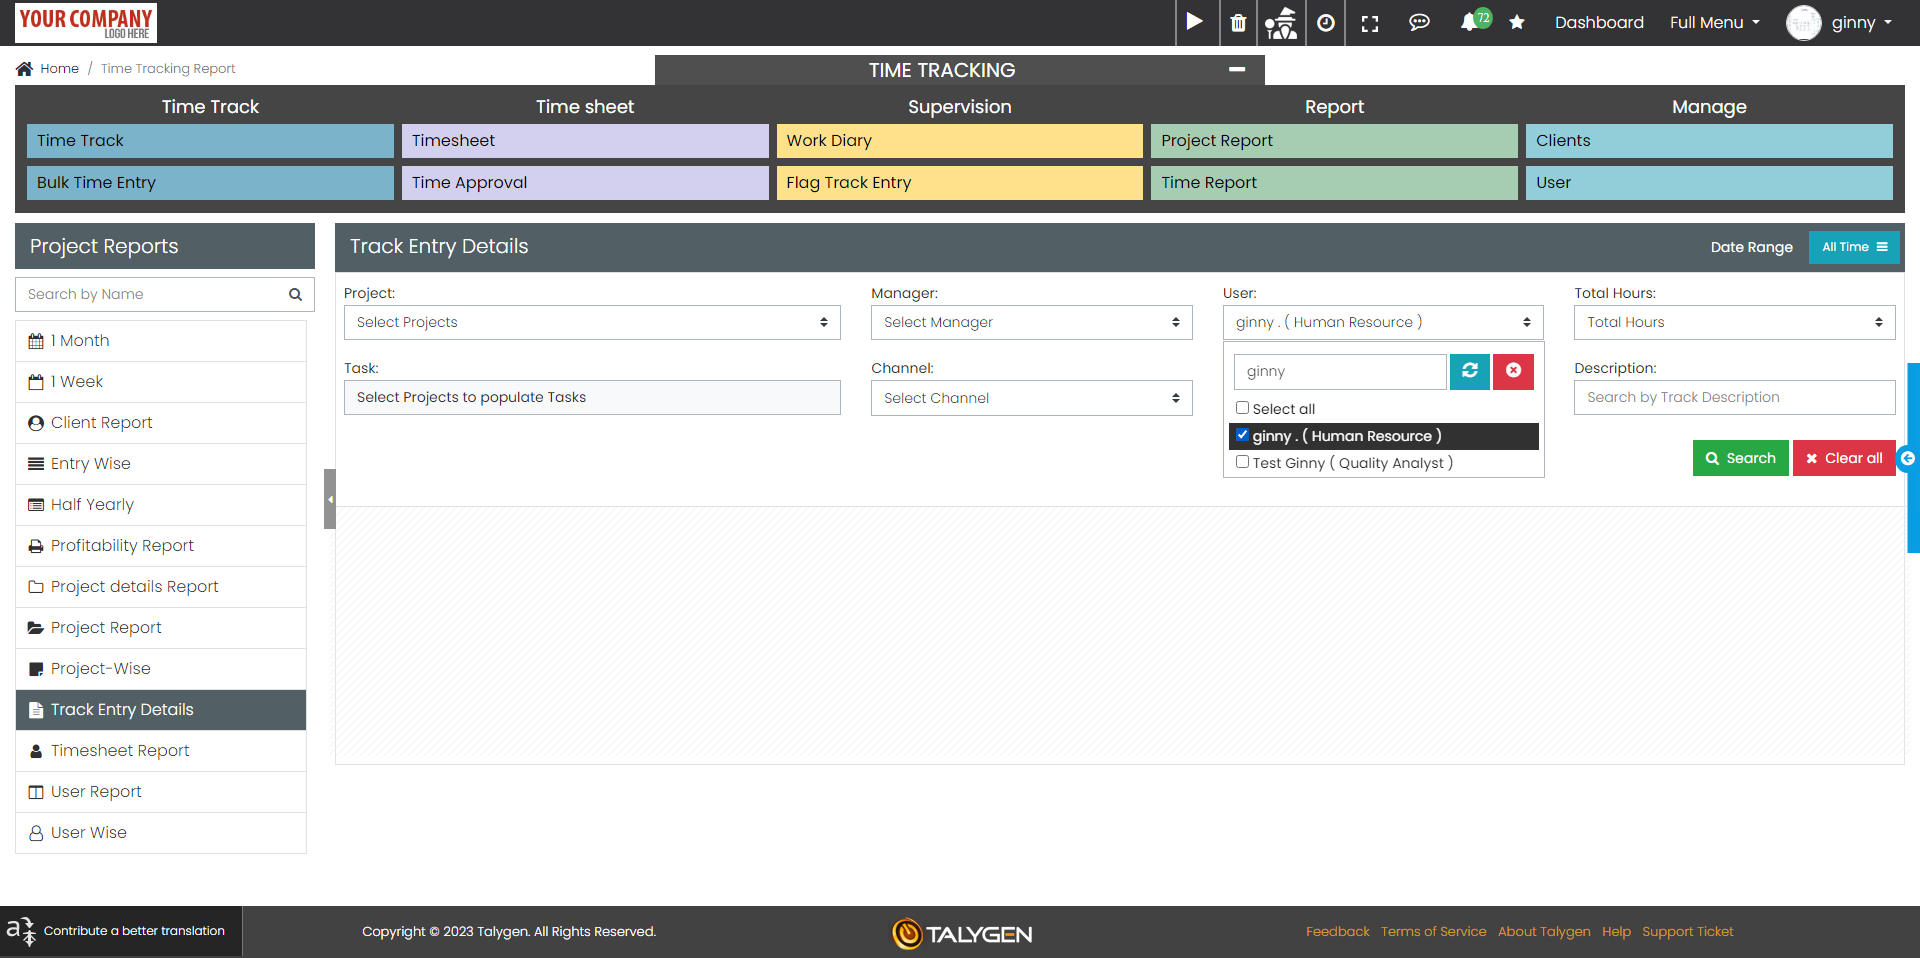 YOUR COMPANY
LOGO HERE
72
Dashboard
Full Menu
ginny
Home / Time Tracking Report
TIME TRACKING
Time Track
Time sheet
Supervision
Report
Manage
Time Track
Timesheet
Work Diary
Project Report
Clients
Bulk Time Entry
Time Approval
Flag Track Entry
Time Report
User
Project Reports
Search by Name
1 Month
1 Week
Client Report
Entry Wise
Half Yearly
Profitability Report
Project details Report
Project Report
Project-Wise
Track Entry Details
Timesheet Report
User Report
User Wise
Track Entry Details
Date Range
All Time
Project:
Manager:
User:
Total Hours:
Select Projects
Select Manager
ginny . ( Human Resource )
Total Hours
Task:
Channel:
Description:
Select Projects to populate Tasks
Select Channel
Search by Track Description
ginny
Select all
ginny . ( Human Resource )
Test Ginny ( Quality Analyst )
Search
Clear all
Contribute a better translation
Copyright © 2023 Talygen. All Rights Reserved.
TALYGEN
Feedback
Terms of Service
About Talygen
Help
Support Ticket